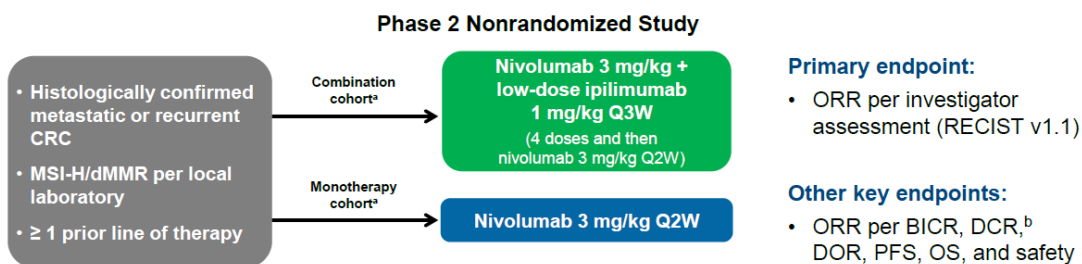 Phase 2 Nonrandomized Study
• Histologically confirmed
metastatic or recurrent
CRC
• MSI-H/dMMR per local
laboratory
• ≥ 1 prior line of therapy
Combination
cohortᵃ
Nivolumab 3 mg/kg +
low-dose ipilimumab
1 mg/kg Q3W
(4 doses and then
nivolumab 3 mg/kg Q2W)
Monotherapy
cohortᵃ
Nivolumab 3 mg/kg Q2W
Primary endpoint:
• ORR per investigator
assessment (RECIST v1.1)
Other key endpoints:
• ORR per BICR, DCR,ᵇ
DOR, PFS, OS, and safety